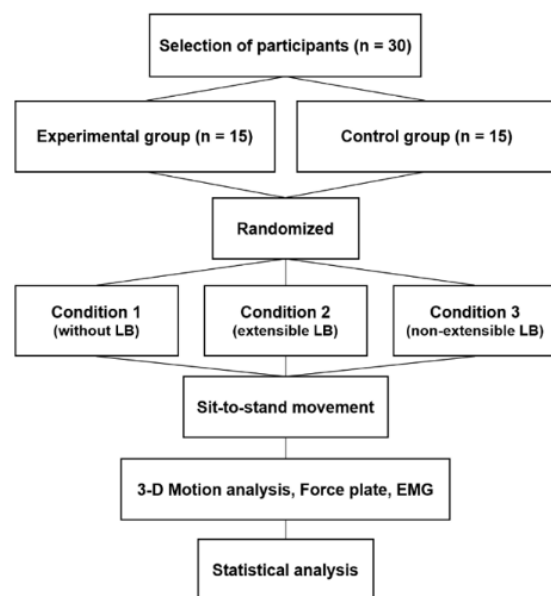 Selection of participants (n = 30)
Experimental group (n = 15)
Control group (n = 15)
Randomized
Condition 1
(without LB)
Condition 2
(extensible LB)
Condition 3
(non-extensible LB)
Sit-to-stand movement
3-D Motion analysis, Force plate, EMG
Statistical analysis